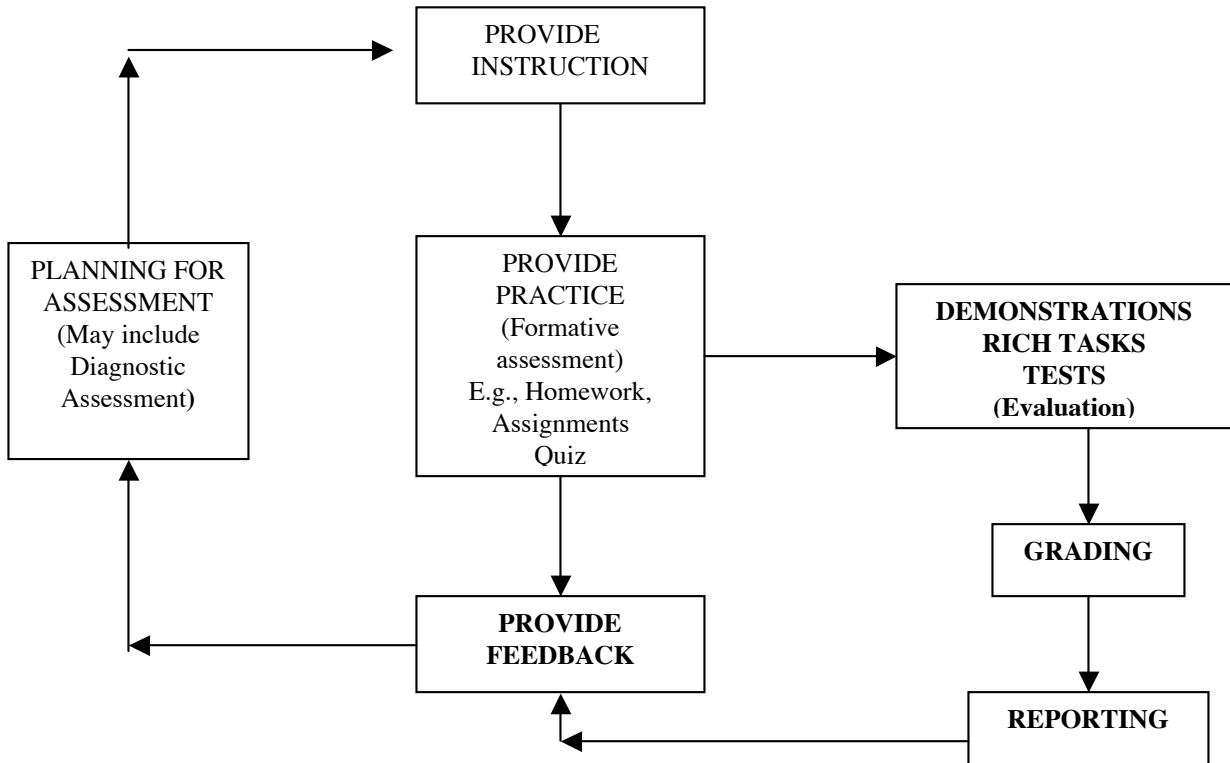 PROVIDE
INSTRUCTION
PLANNING FOR
ASSESSMENT
(May include
Diagnostic
Assessment)
PROVIDE
PRACTICE
(Formative
assessment)
E.g., Homework,
Assignments
Quiz
DEMONSTRATIONS
RICH TASKS
TESTS
(Evaluation)
GRADING
PROVIDE
FEEDBACK
REPORTING